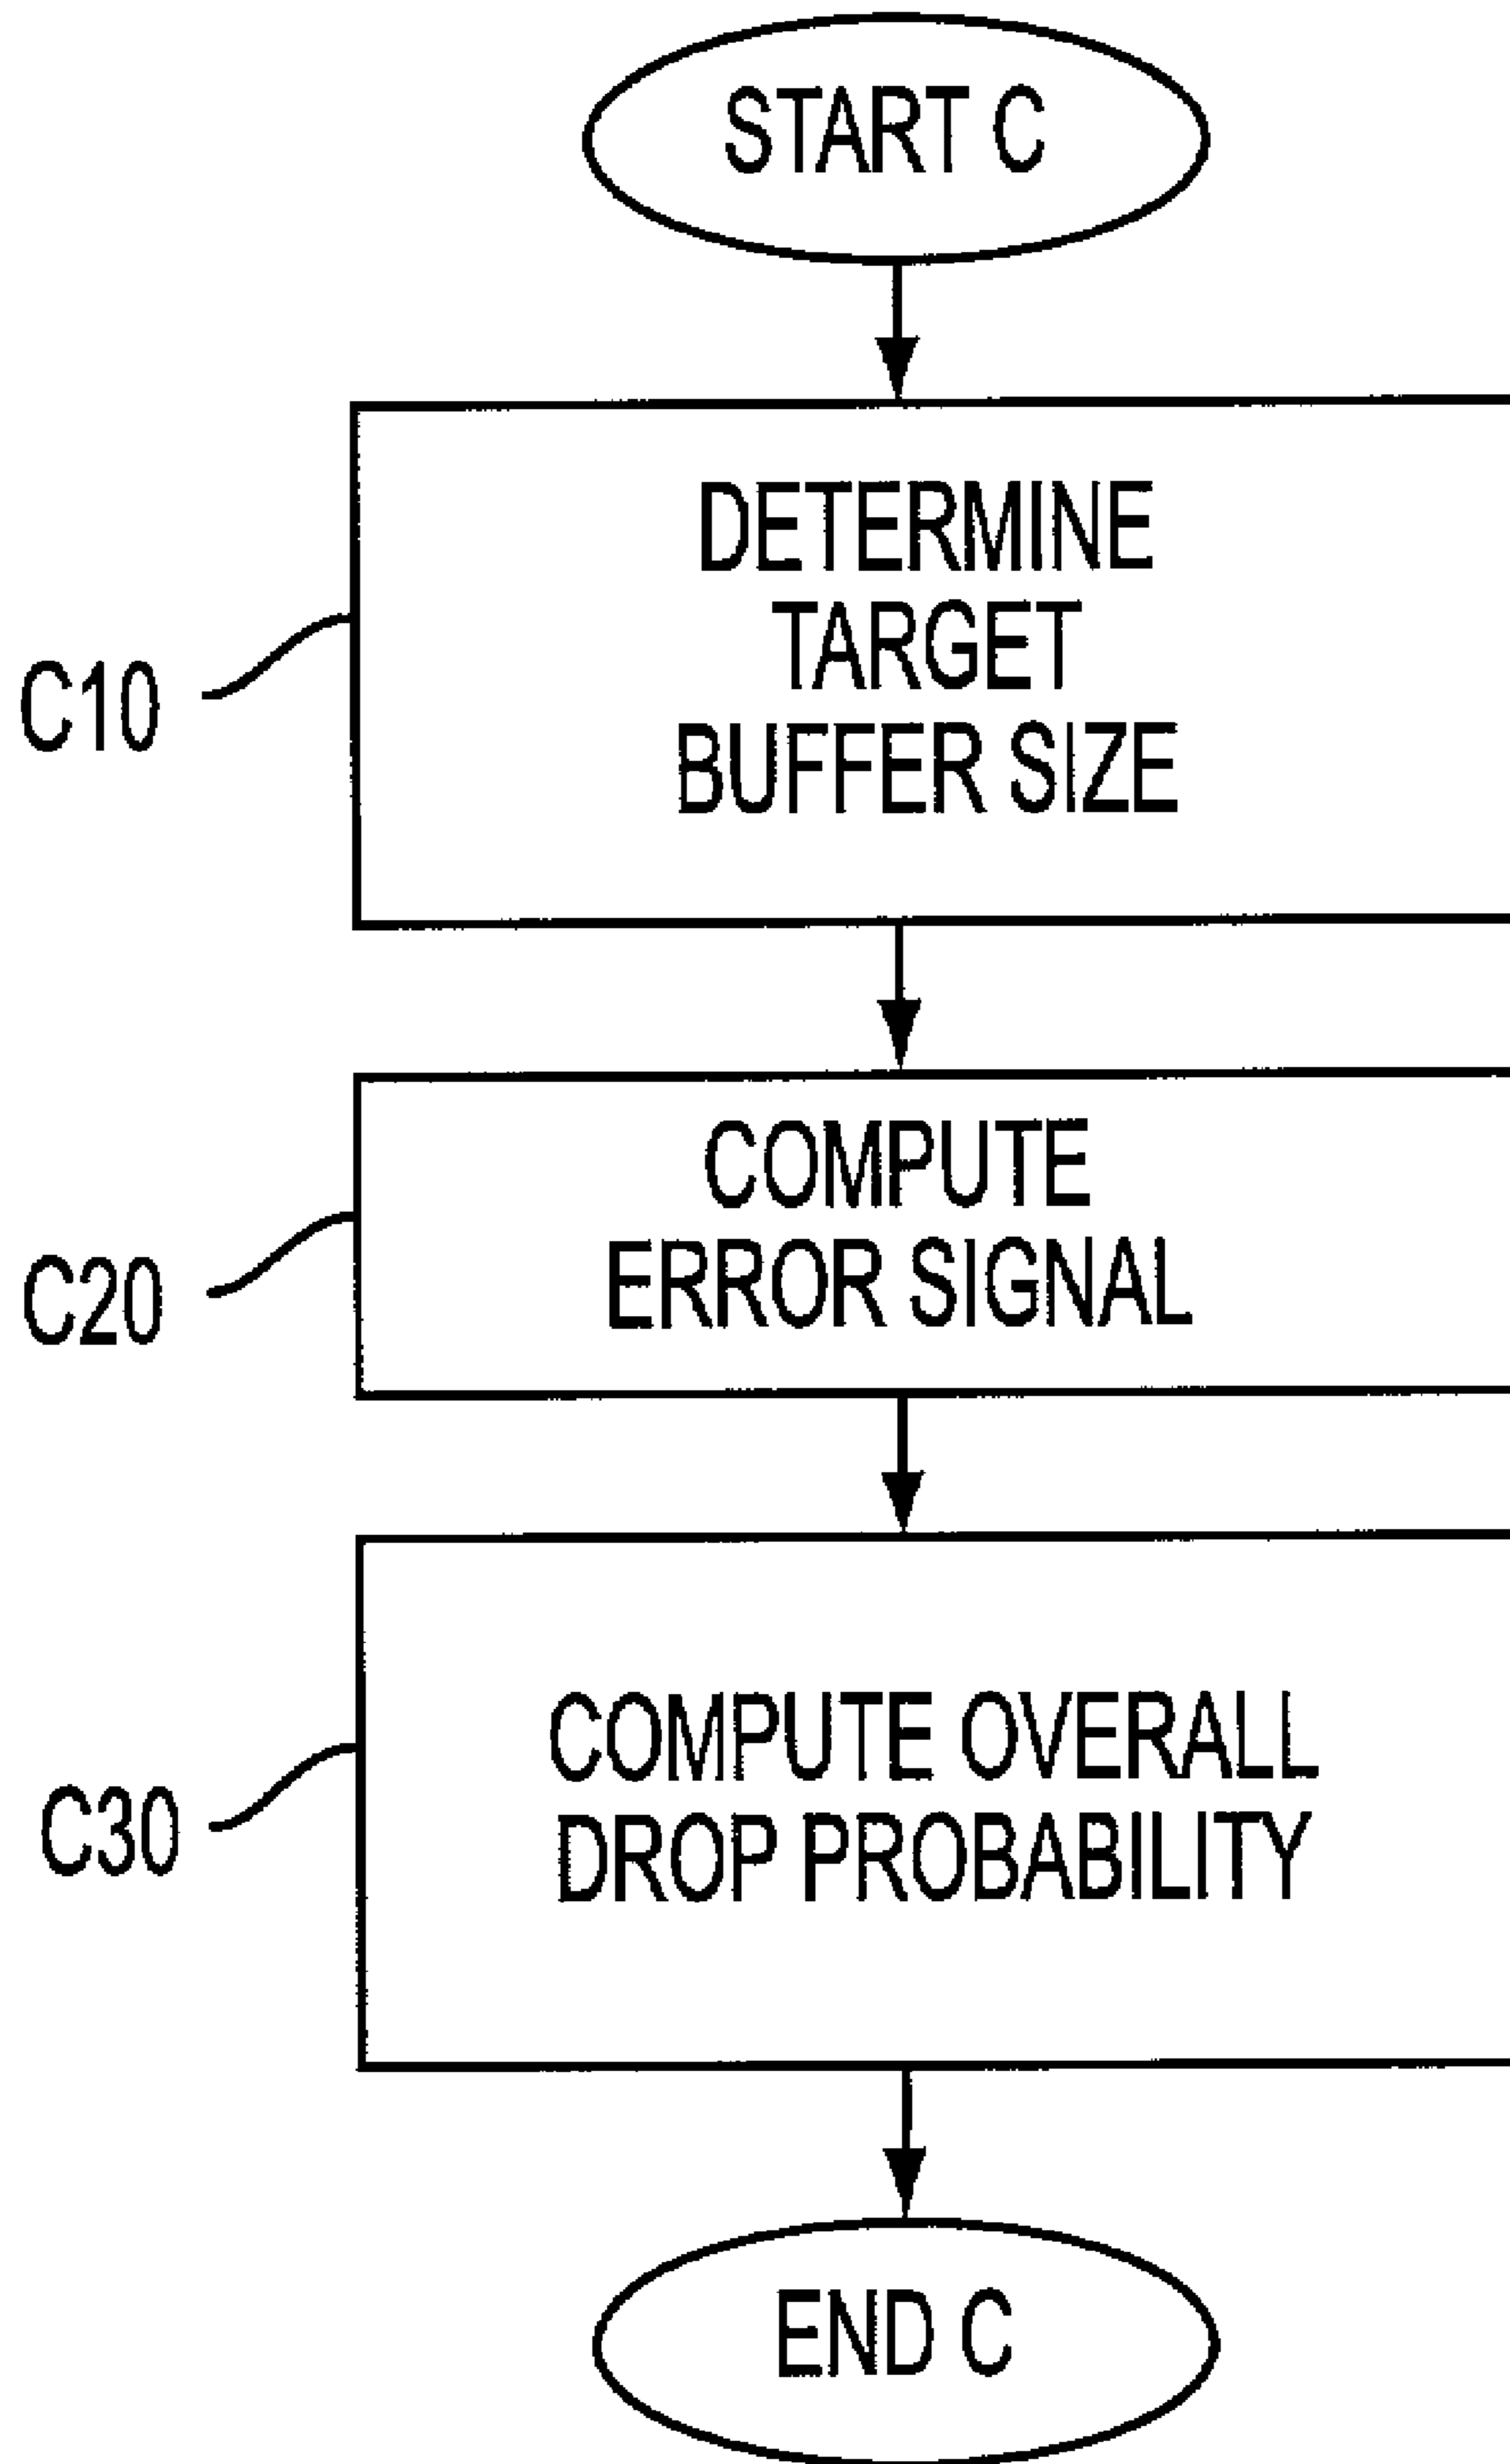 START C
DETERMINE
TARGET
BUFFER SIZE
C10
COMPUTE
ERROR SIGNAL
C20
COMPUTE OVERALL
DROP PROBABILITY
C30
END C